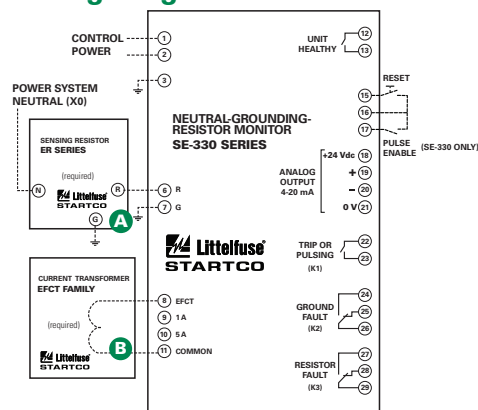 CONTROL
POWER
1
2
3
UNIT
HEALTHY
12
13
RESET
15
16
17
PULSE
ENABLE
(SE-330 ONLY)
POWER SYSTEM
NEUTRAL (X0)
NEUTRAL-GROUNDING-
RESISTOR MONITOR
SE-330 SERIES
SENSING RESISTOR
ER SERIES
(required)
N
R
Littelfuse
STARTCO
G
A
6 R
7 G
ANALOG
OUTPUT
4-20 mA
+24 Vdc 18
+ 19
– 20
0 V 21
Littelfuse®
STARTCO
TRIP OR
PULSING
(K1)
22
23
CURRENT TRANSFORMER
EFCT FAMILY
(required)
B
Littelfuse
STARTCO
8 EFCT
9 1 A
10 5 A
11 COMMON
GROUND
FAULT
(K2)
24
25
26
RESISTOR
FAULT
(K3)
27
28
29